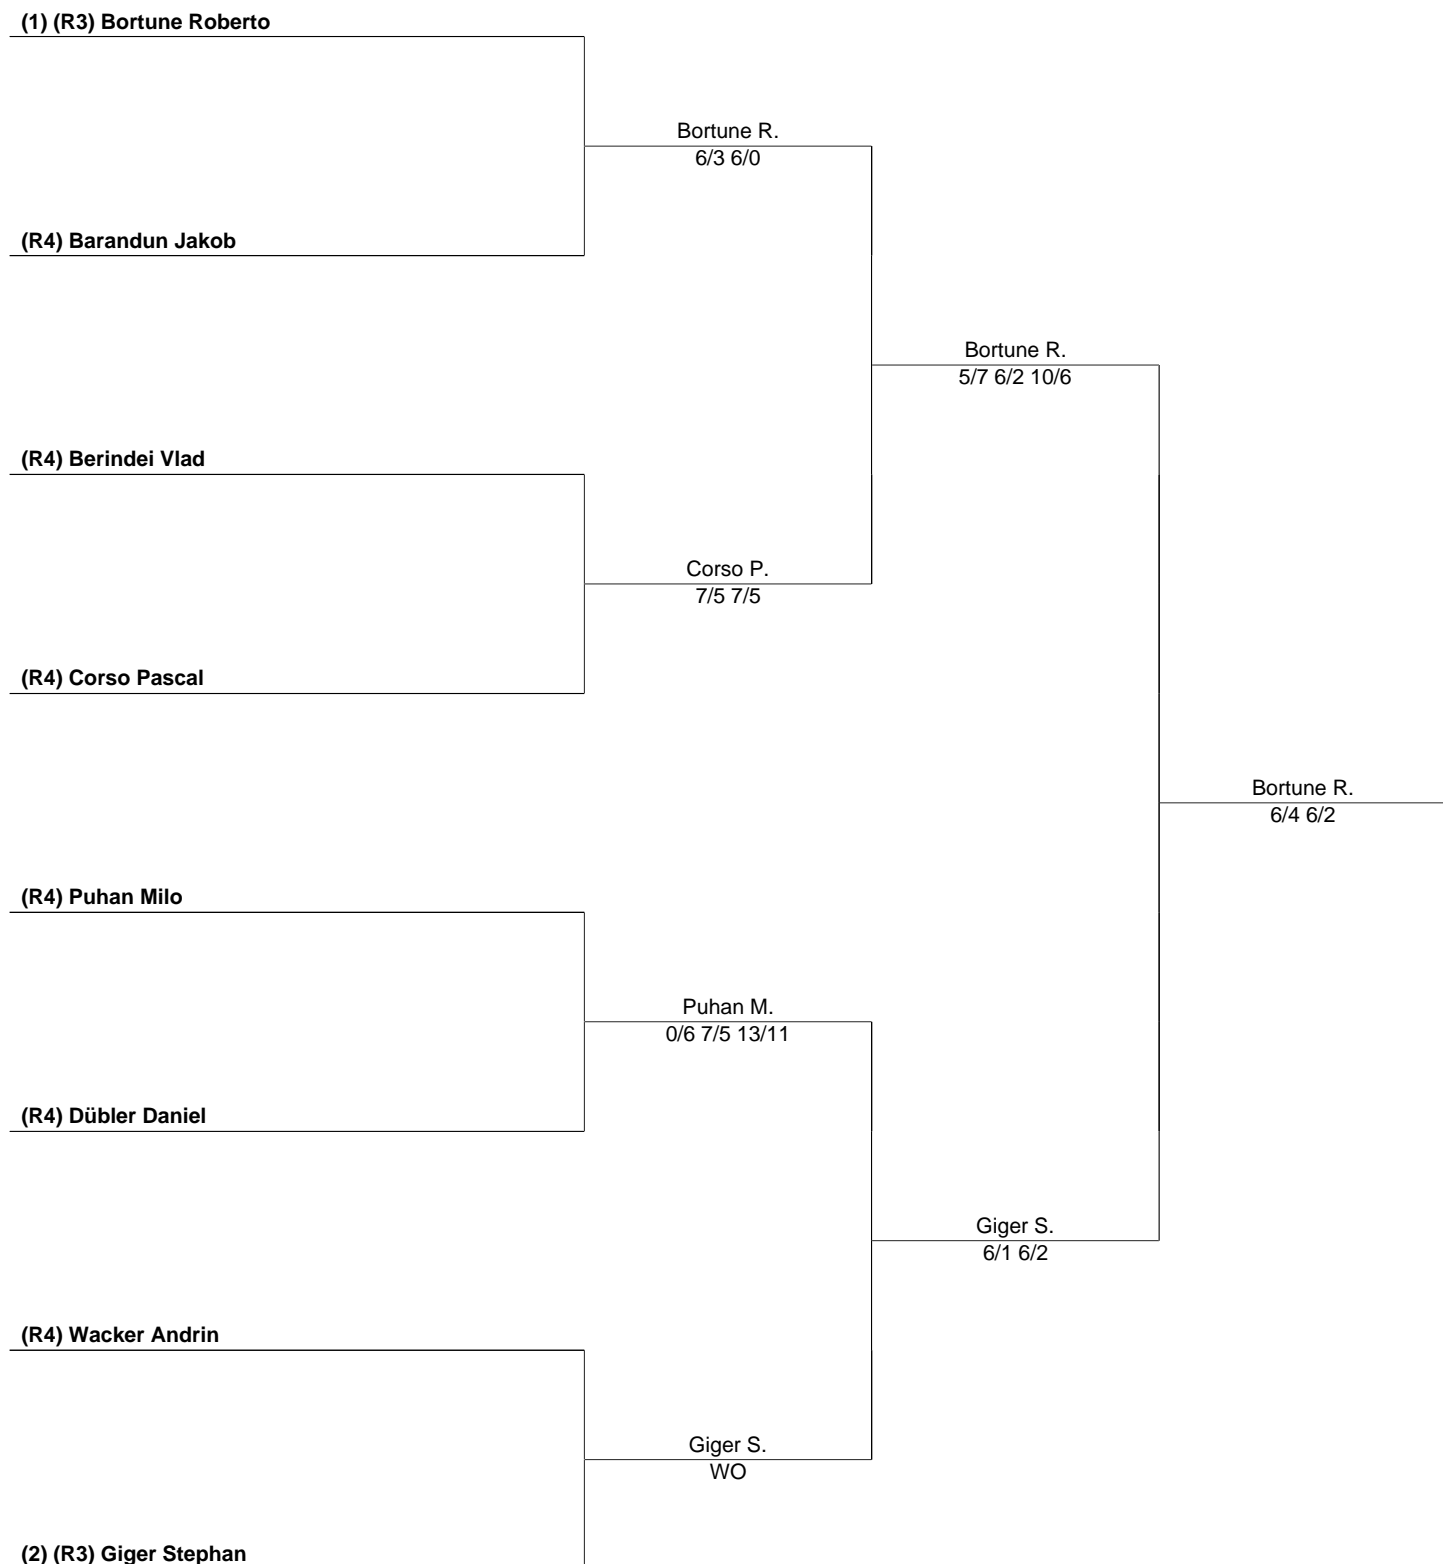 (1) (R3) Bortune Roberto
Bortune R.
6/3 6/0
(R4) Barandun Jakob
Bortune R.
5/7 6/2 10/6
(R4) Berindei Vlad
Corso P.
7/5 7/5
(R4) Corso Pascal
Bortune R.
6/4 6/2
(R4) Puhan Milo
Puhan M.
0/6 7/5 13/11
(R4) Dübler Daniel
Giger S.
6/1 6/2
(R4) Wacker Andrin
Giger S.
WO
(2) (R3) Giger Stephan